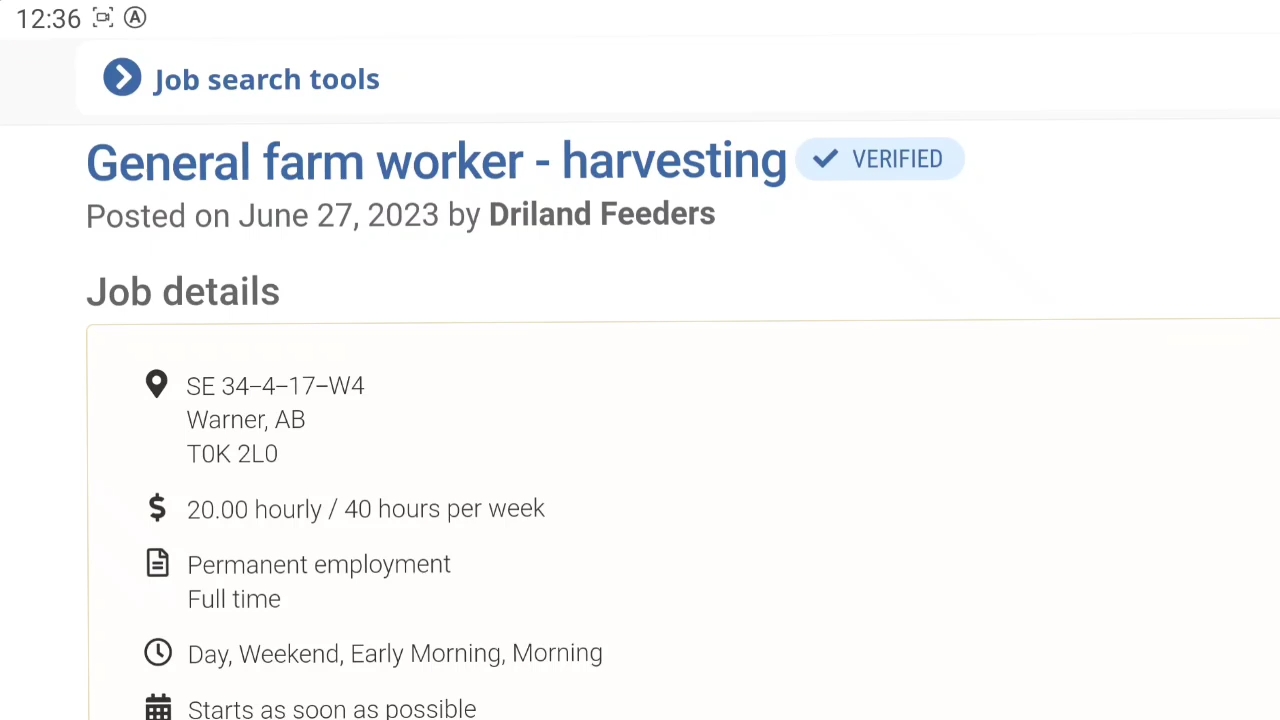 12:36
Job search tools
General farm worker - harvesting VERIFIED
Posted on June 27, 2023 by Driland Feeders
Job details
SE 34–4–17–W4
Warner, AB
T0K 2L0
20.00 hourly / 40 hours per week
Permanent employment
Full time
Day, Weekend, Early Morning, Morning
Starts as soon as possible